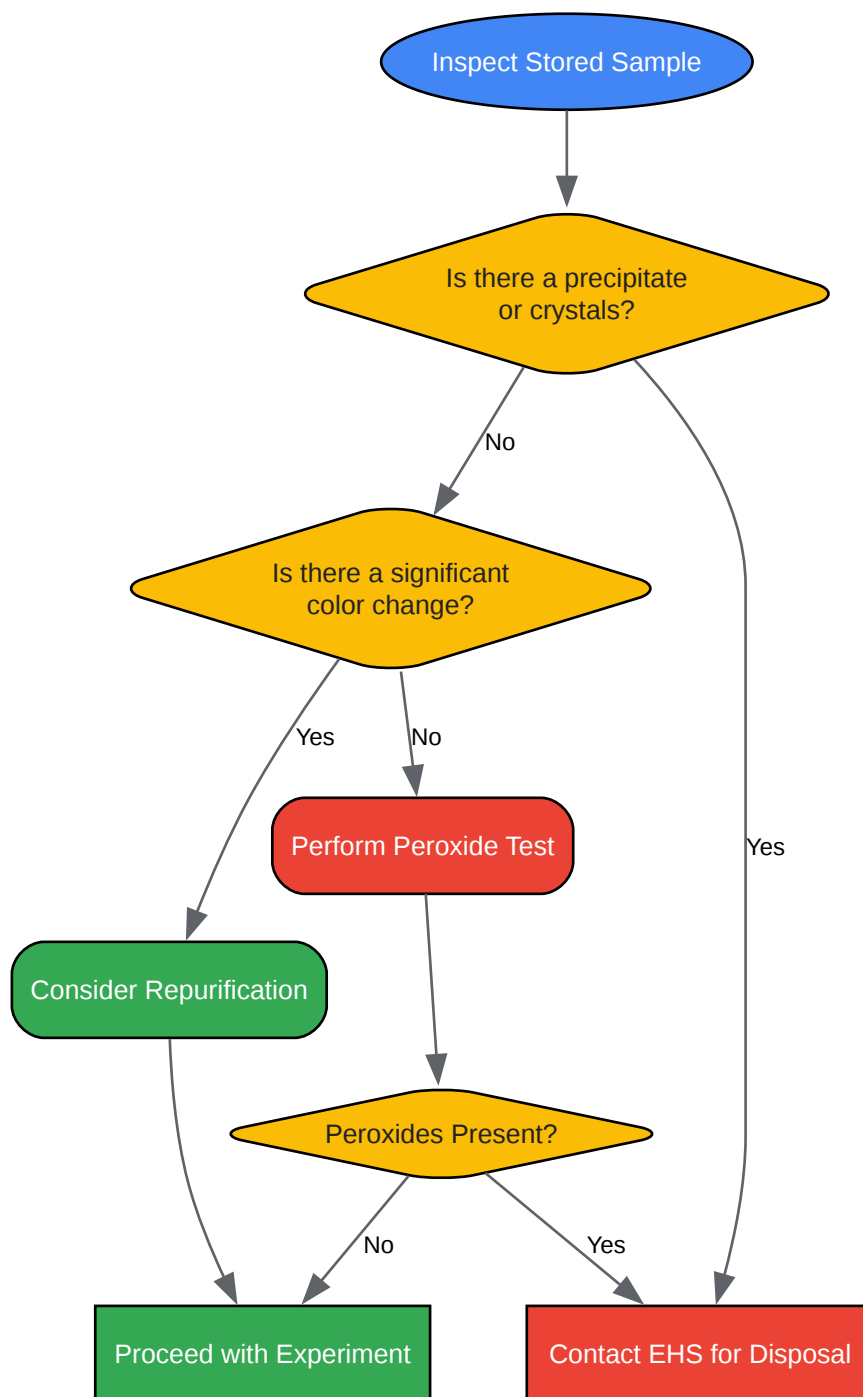 Inspect Stored Sample
Is there a precipitate
or crystals?
No
Is there a significant
color change?
Yes
No
Yes
Perform Peroxide Test
Consider Repurification
Peroxides Present?
No
Yes
Proceed with Experiment
Contact EHS for Disposal